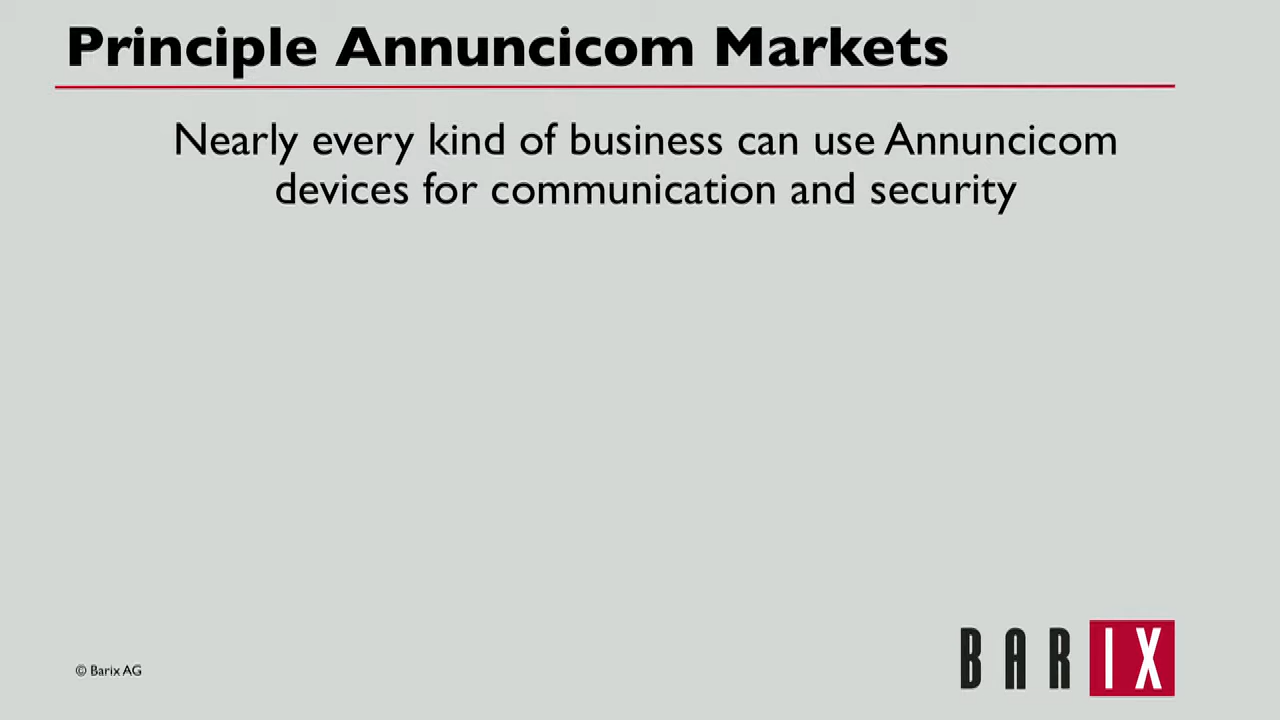 Principle Annuncicom Markets
Nearly every kind of business can use Annuncicom
devices for communication and security
© Barix AG
BARIX